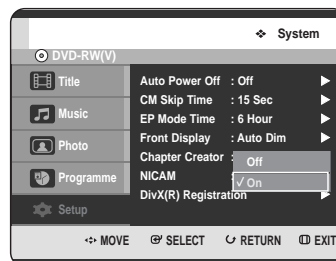 System
DVD-RW(V)
Title
Music
Photo
Programme
Setup
Auto Power Off : Off
CM Skip Time : 15 Sec
EP Mode Time : 6 Hour
Front Display : Auto Dim
Chapter Creator :
NICAM :
DivX(R) Registration
Off
✓ On
MOVE SELECT RETURN EXIT